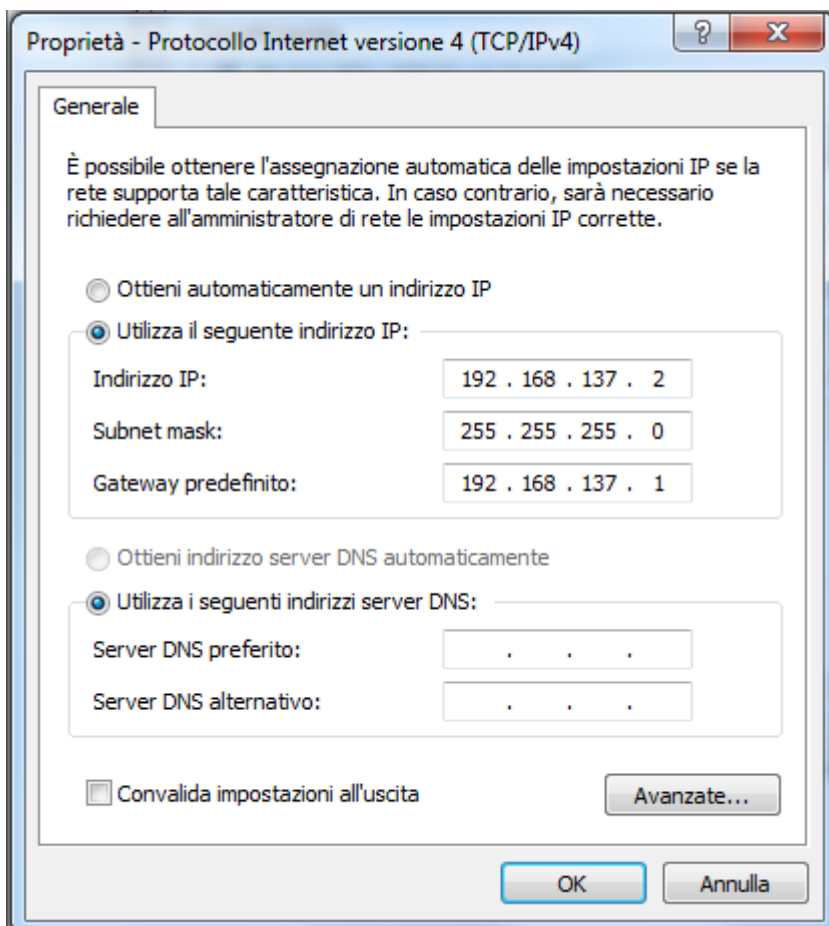 Proprietà - Protocollo Internet versione 4 (TCP/IPv4)
Generale
È possibile ottenere l'assegnazione automatica delle impostazioni IP se la
rete supporta tale caratteristica. In caso contrario, sarà necessario
richiedere all'amministratore di rete le impostazioni IP corrette.
Ottieni automaticamente un indirizzo IP
Utilizza il seguente indirizzo IP:
Indirizzo IP: 192 . 168 . 137 . 2
Subnet mask: 255 . 255 . 255 . 0
Gateway predefinito: 192 . 168 . 137 . 1
Ottieni indirizzo server DNS automaticamente
Utilizza i seguenti indirizzi server DNS:
Server DNS preferito: . . .
Server DNS alternativo: . . .
Convalida impostazioni all'uscita
Avanzate...
OK Annulla